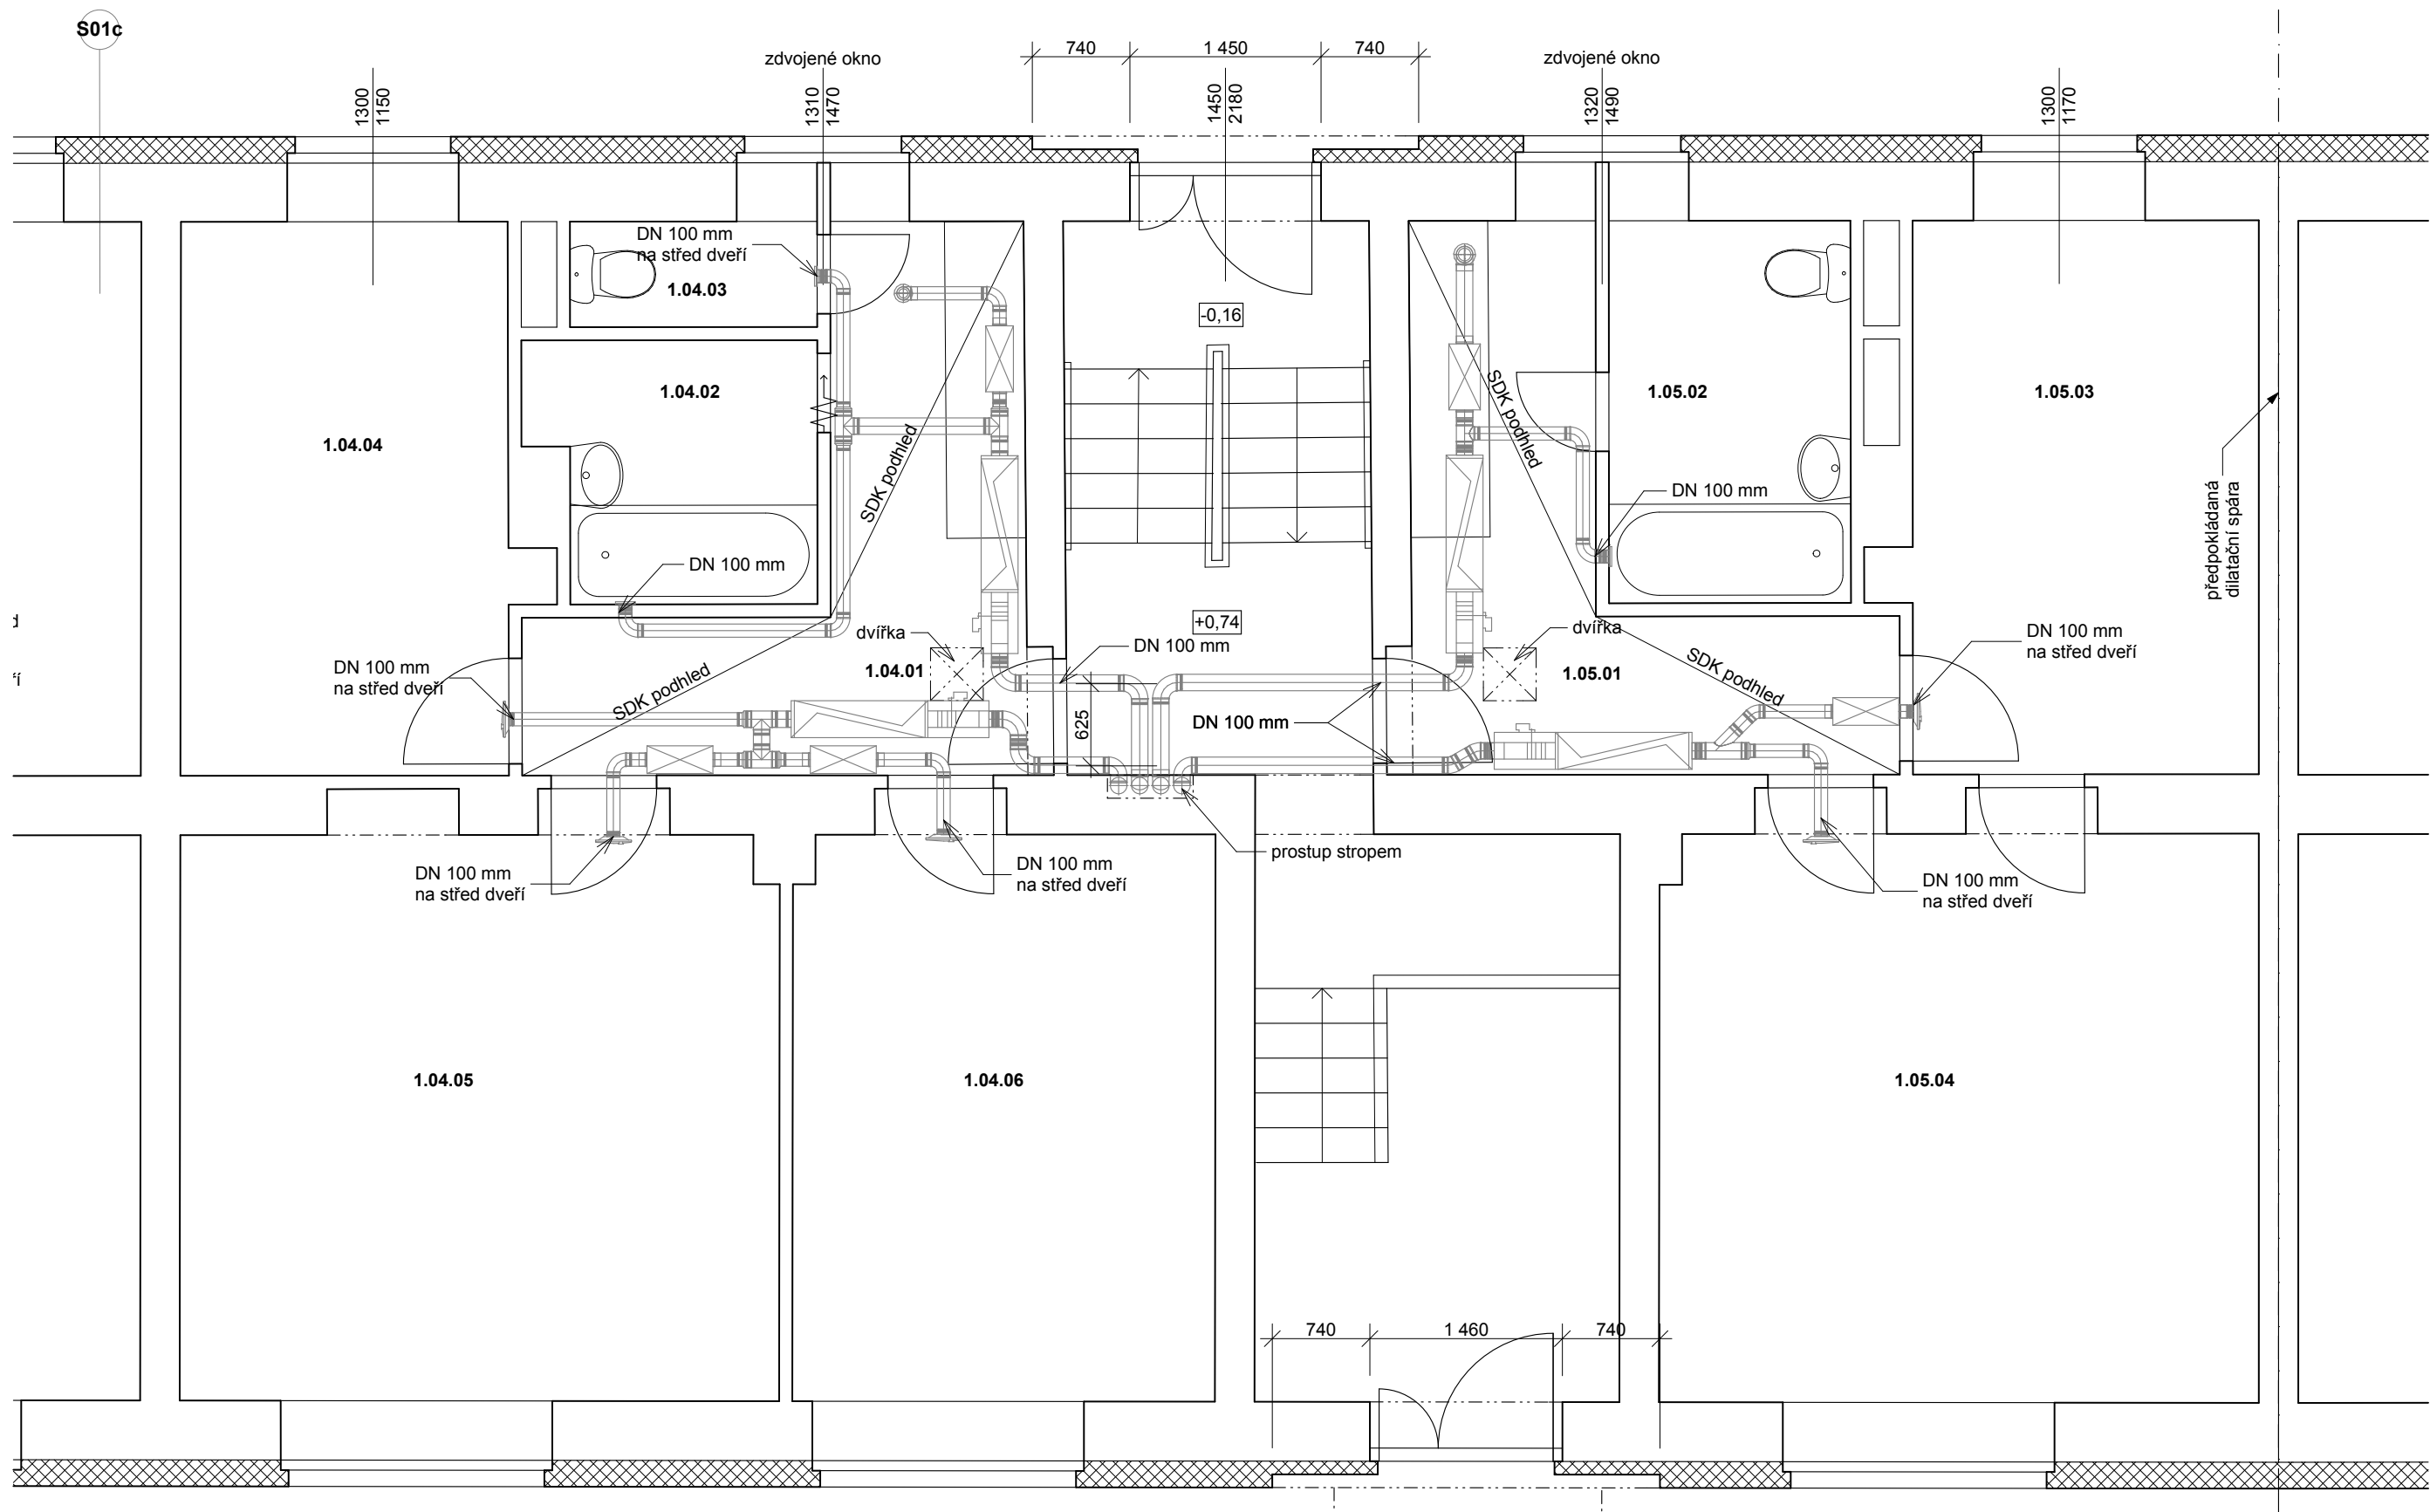 S01c
zdvojené okno
740
1 450
740
zdvojené okno
1300
1150
1310
1470
1450
2180
1320
1490
1300
1170
DN 100 mm
na střed dveří
1.04.03
-0,16
1.04.02
1.05.02
1.05.03
1.04.04
SDK podhled
SDK podhled
DN 100 mm
předpokládaná
dilatační spára
DN 100 mm
+0,74
dvířka
DN 100 mm
dvířka
DN 100 mm
na střed dveří
DN 100 mm
na střed dveří
1.04.01
1.05.01
SDK podhled
SDK podhled
625
DN 100 mm
prostup stropem
DN 100 mm
na střed dveří
DN 100 mm
na střed dveří
DN 100 mm
na střed dveří
1.04.05
1.04.06
1.05.04
740
1 460
740